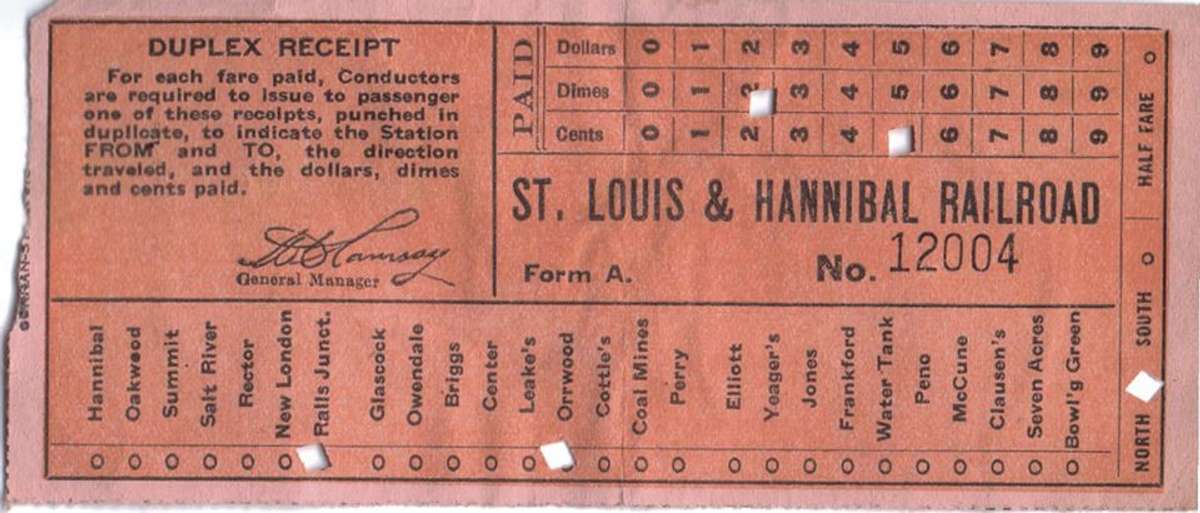 DUPLEX RECEIPT
For each fare paid, Conductors
are required to issue to passenger
one of these receipts, punched in
duplicate, to indicate the Station
FROM and TO, the direction
traveled, and the dollars, dimes
and cents paid.
General Manager
PAID
Dollars 0 1 2 3 4 5 6 7 8 9
Dimes 0 1 2 3 4 5 6 7 8 9
Cents 0 1 2 3 4 6 7 8 9
ST. LOUIS & HANNIBAL RAILROAD
Form A. No. 12004
HALF FARE
NORTH SOUTH
Hannibal
Oakwood
Summit
Salt River
Rector
New London
Ralls Junct.
Glascock
Owendale
Briggs
Center
Leake's
Orrwood
Cottle's
Coal Mines
Perry
Elliott
Yeager's
Jones
Frankford
Water Tank
Peno
McCune
Clausen's
Seven Acres
Bowl'g Green